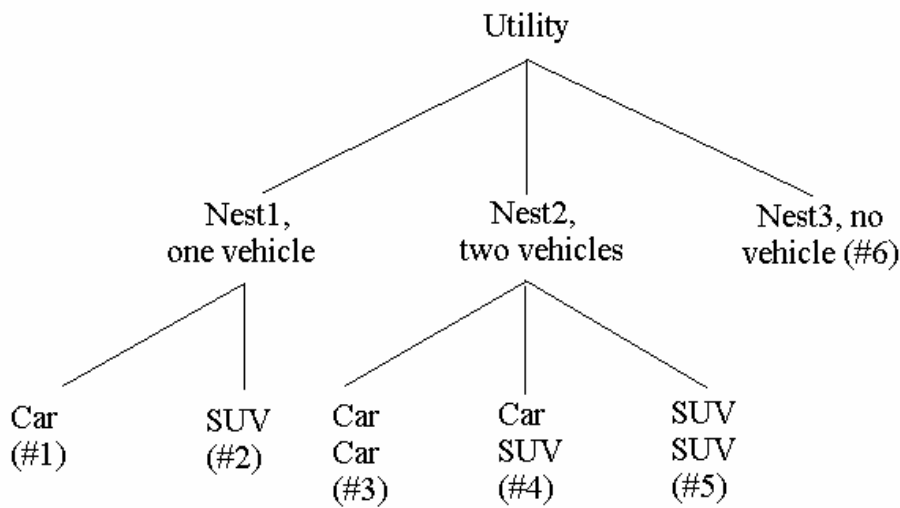 Utility
Nest1,
one vehicle
Nest2,
two vehicles
Nest3, no
vehicle (#6)
Car
(#1)
SUV
(#2)
Car
Car
(#3)
Car
SUV
(#4)
SUV
SUV
(#5)